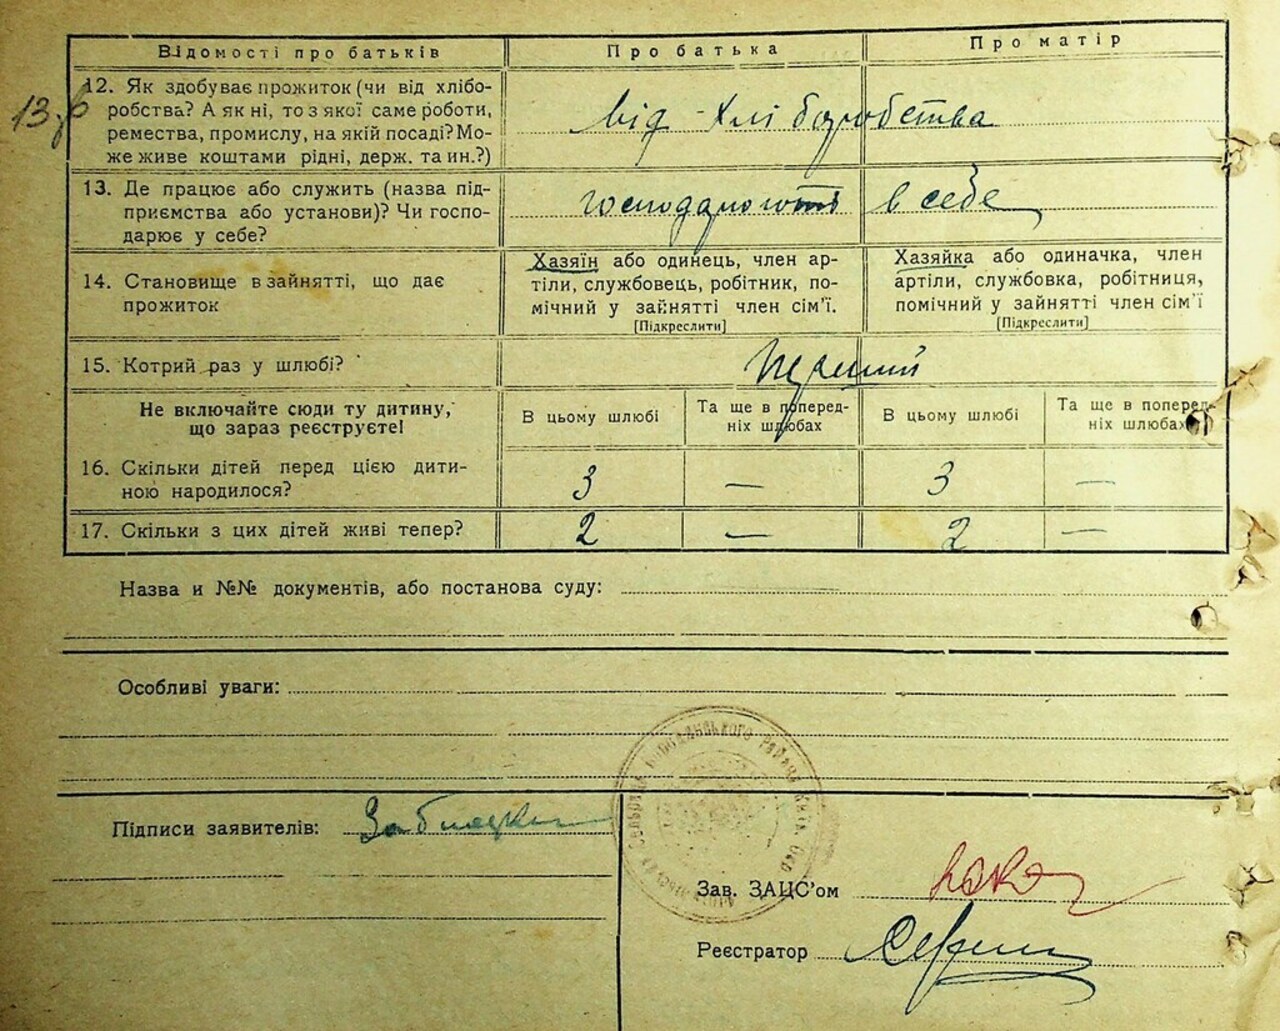 Відомості про батьків Про батька Про матір
12. Як здобуває прожиток (чи від хлібо-
робства? А як ні, то з якої саме роботи,
ремества, промислу, на якій посаді? Мо-
же живе коштами рідні, держ. та ин.?)
від хліборобства
13. Де працює або служить (назва під-
приємства або установи)? Чи госпо-
дарює у себе?
в себе
14. Становище в зайнятті, що дає
прожиток
Хазяїн або одинець, член ар-
тіли, службовець, робітник, по-
мічний у зайнятті член сім'ї.
[Підкреслити]
Хазяйка або одиначка, член
артіли, службовка, робітниця,
помічний у зайнятті член сім'ї
[Підкреслити]
15. Котрий раз у шлюбі?
Перший
Не включайте сюди ту дитину,
що зараз реєструєте!
В цьому шлюбі
Та ще в поперед-
ніх шлюбах
В цьому шлюбі
Та ще в поперед-
ніх шлюбах
16. Скільки дітей перед цією дити-
ною народилося?
3 — 3 —
17. Скільки з цих дітей живі тепер? 2 — 2 —
Назва и №№ документів, або постанова суду:
Особливі уваги:
Підписи заявителів:
Зав. ЗАЦС'ом
Реєстратор